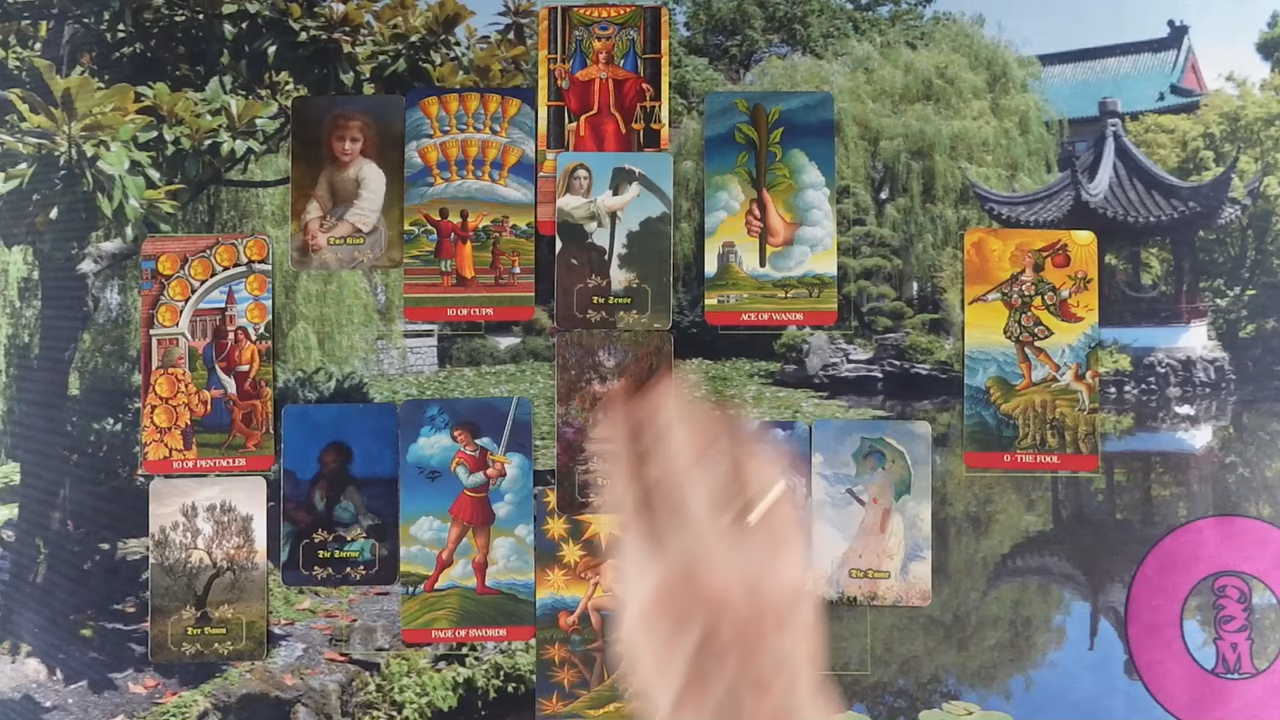 Das Kind
10 OF CUPS
Die Sense
ACE OF WANDS
10 OF PENTACLES
0 · THE FOOL
Die Sterne
Die Dame
Der Baum
PAGE OF SWORDS